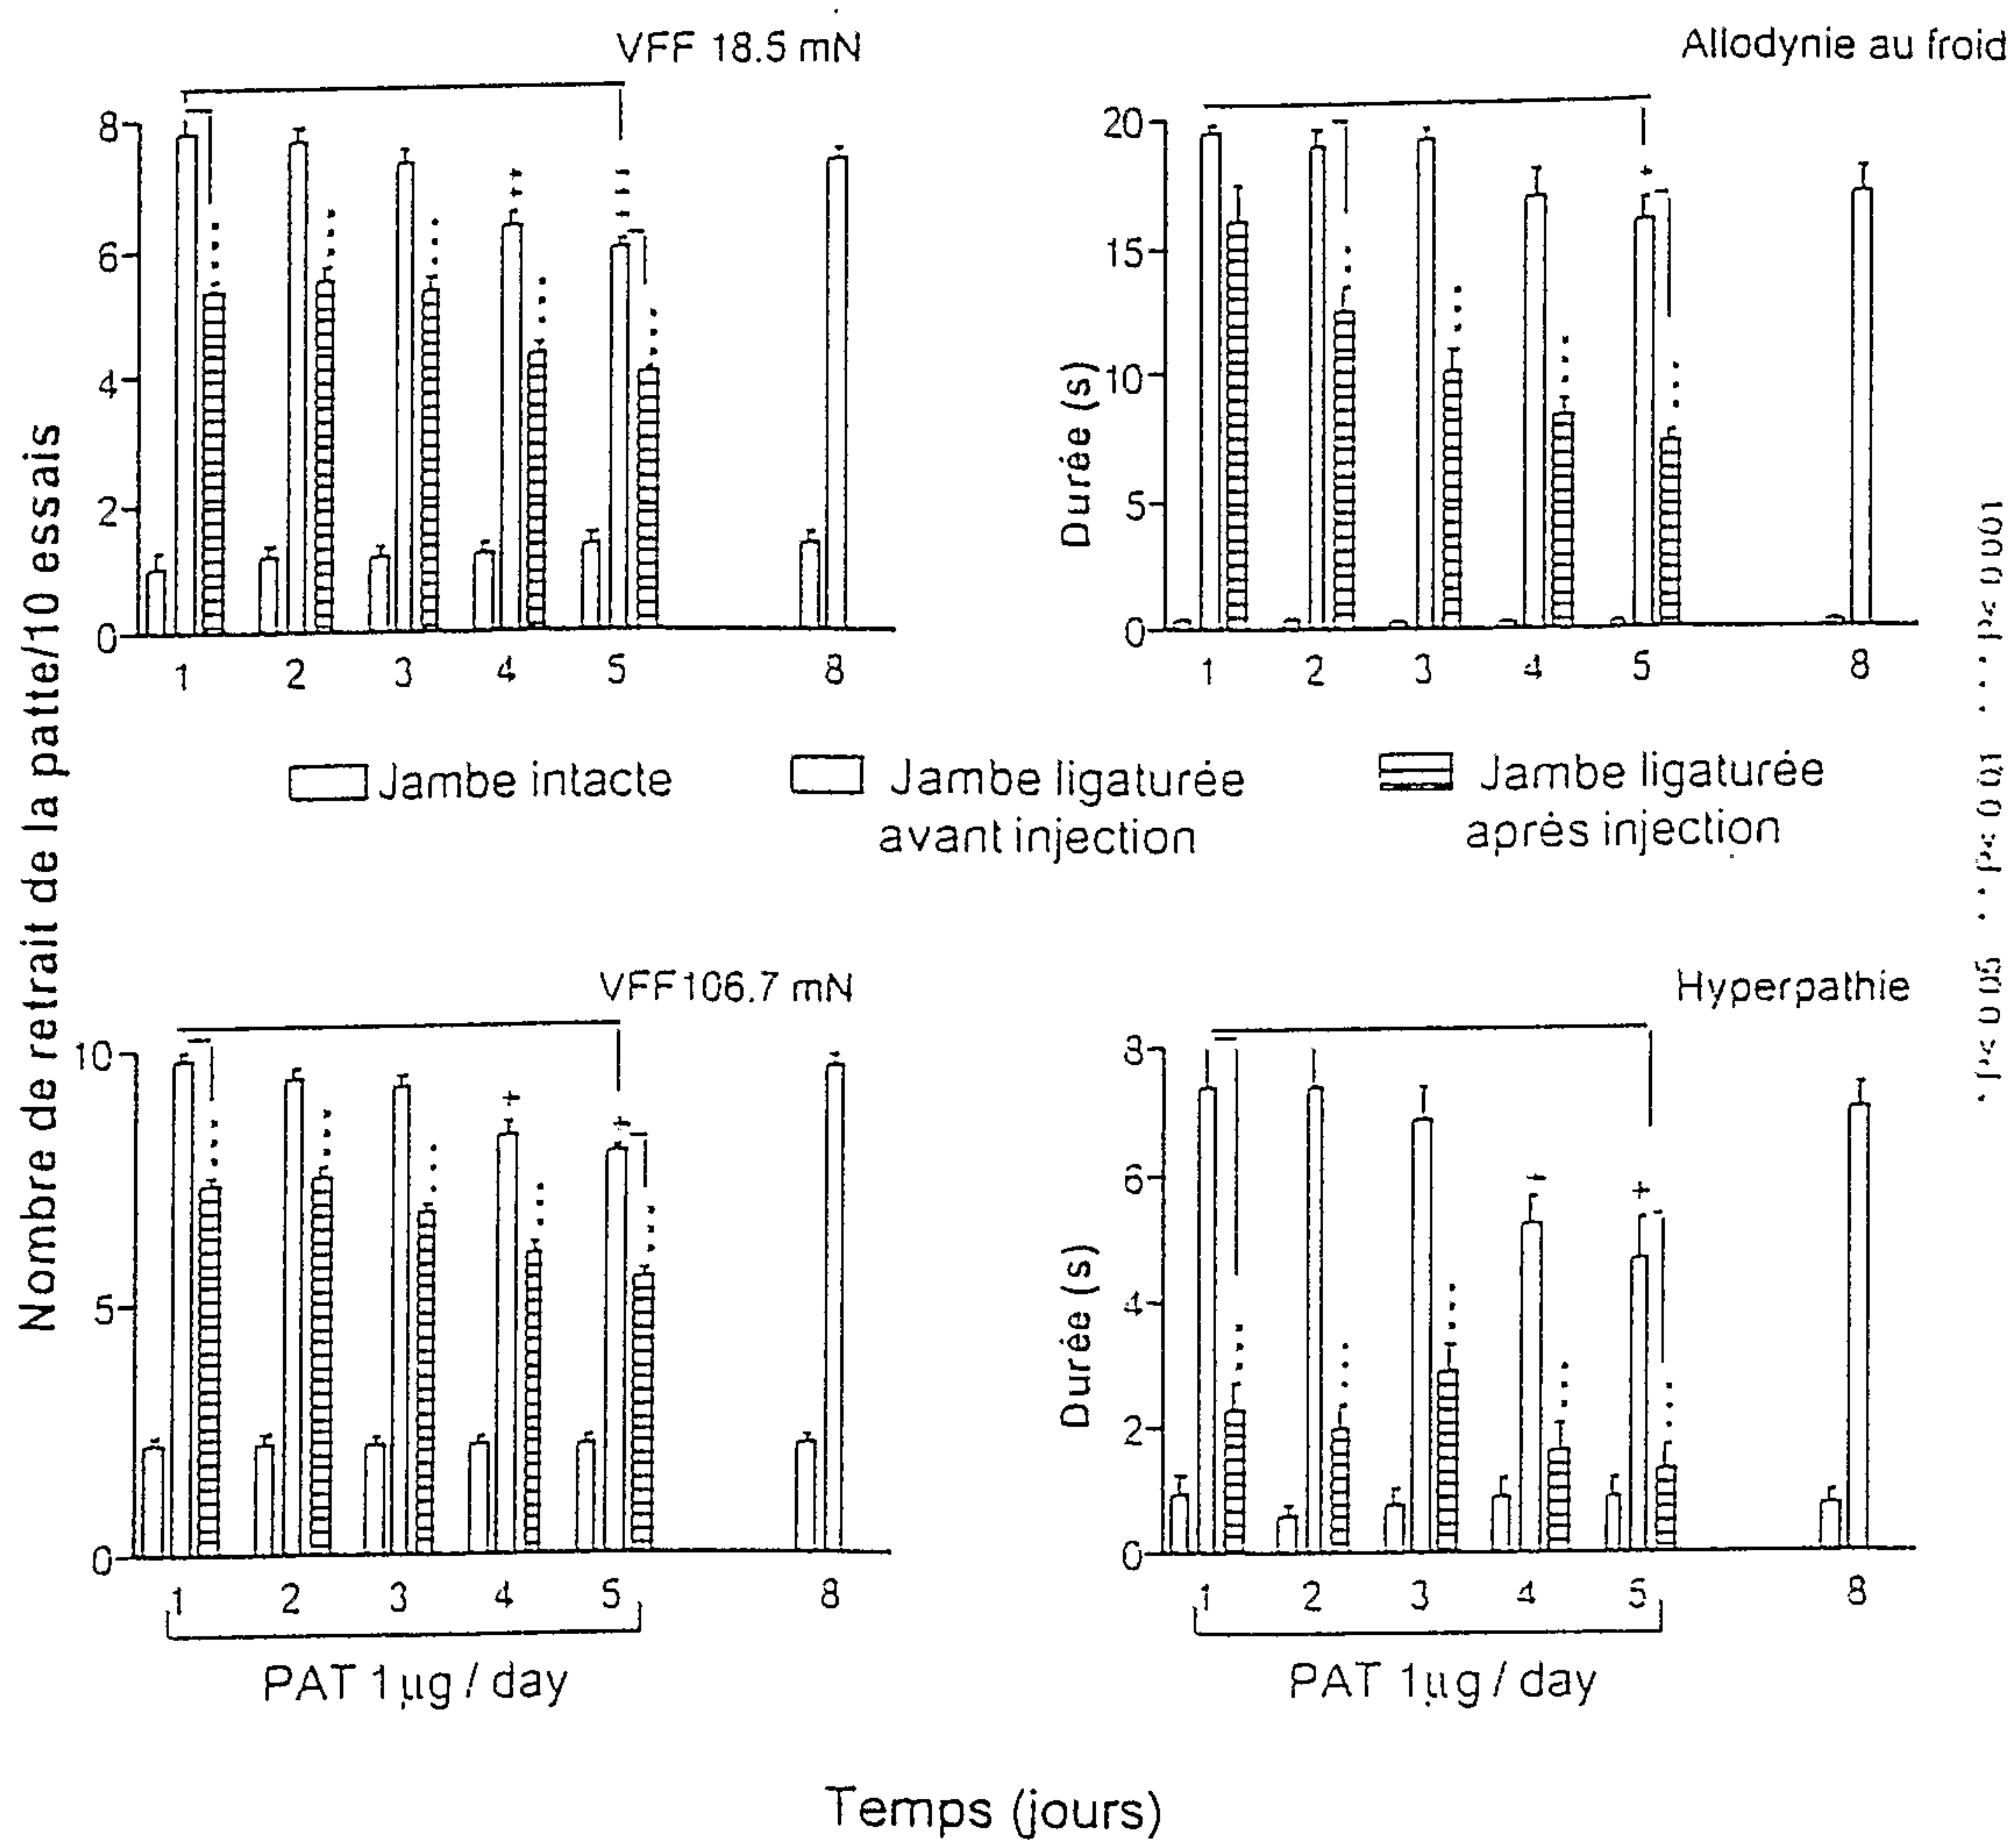 VFF 18.5 mN
8
6
4
2
0
1 2 3 4 5 8
Allodynie au froid
20
15
10
5
0
Durée (s)
1 2 3 4 5 8
Nombre de retrait de la patte/10 essais
Jambe intacte
Jambe ligaturée
avant injection
Jambe ligaturée
après injection
VFF106.7 mN
10
5
0
1 2 3 4 5 8
PAT 1µg / day
Hyperpathie
8
6
4
2
0
Durée (s)
1 2 3 4 5 8
PAT 1µg / day
Temps (jours)